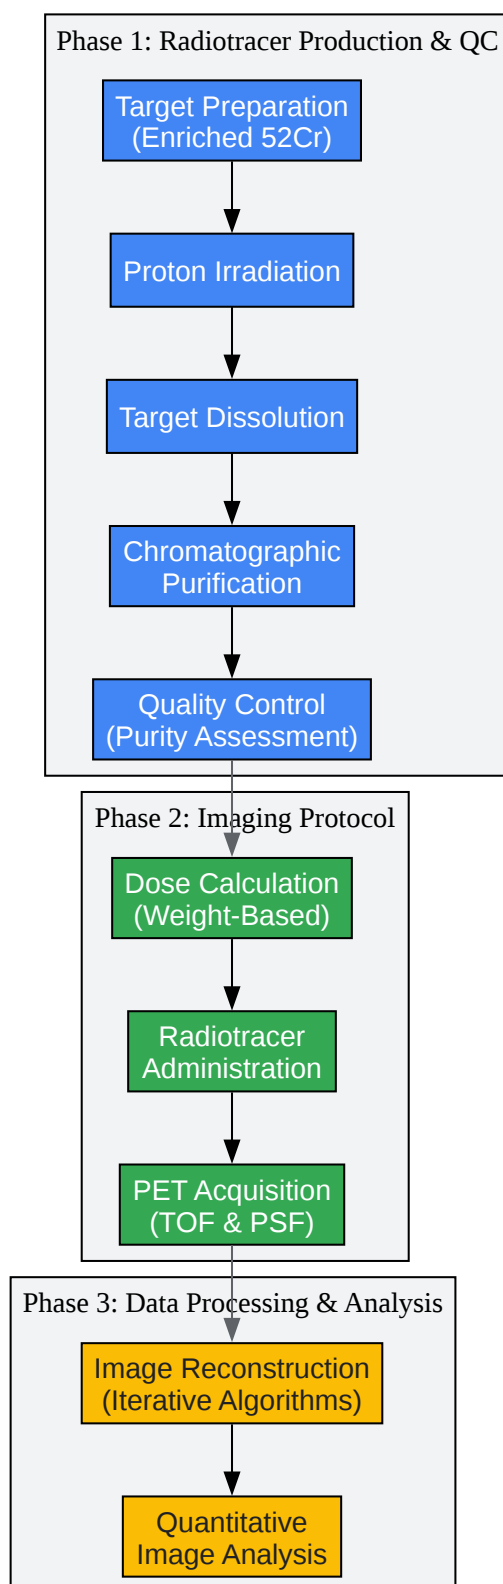 Phase 1: Radiotracer Production & QC
Target Preparation
(Enriched 52Cr)
Proton Irradiation
Target Dissolution
Chromatographic
Purification
Quality Control
(Purity Assessment)
Phase 2: Imaging Protocol
Dose Calculation
(Weight-Based)
Radiotracer
Administration
PET Acquisition
(TOF & PSF)
Phase 3: Data Processing & Analysis
Image Reconstruction
(Iterative Algorithms)
Quantitative
Image Analysis